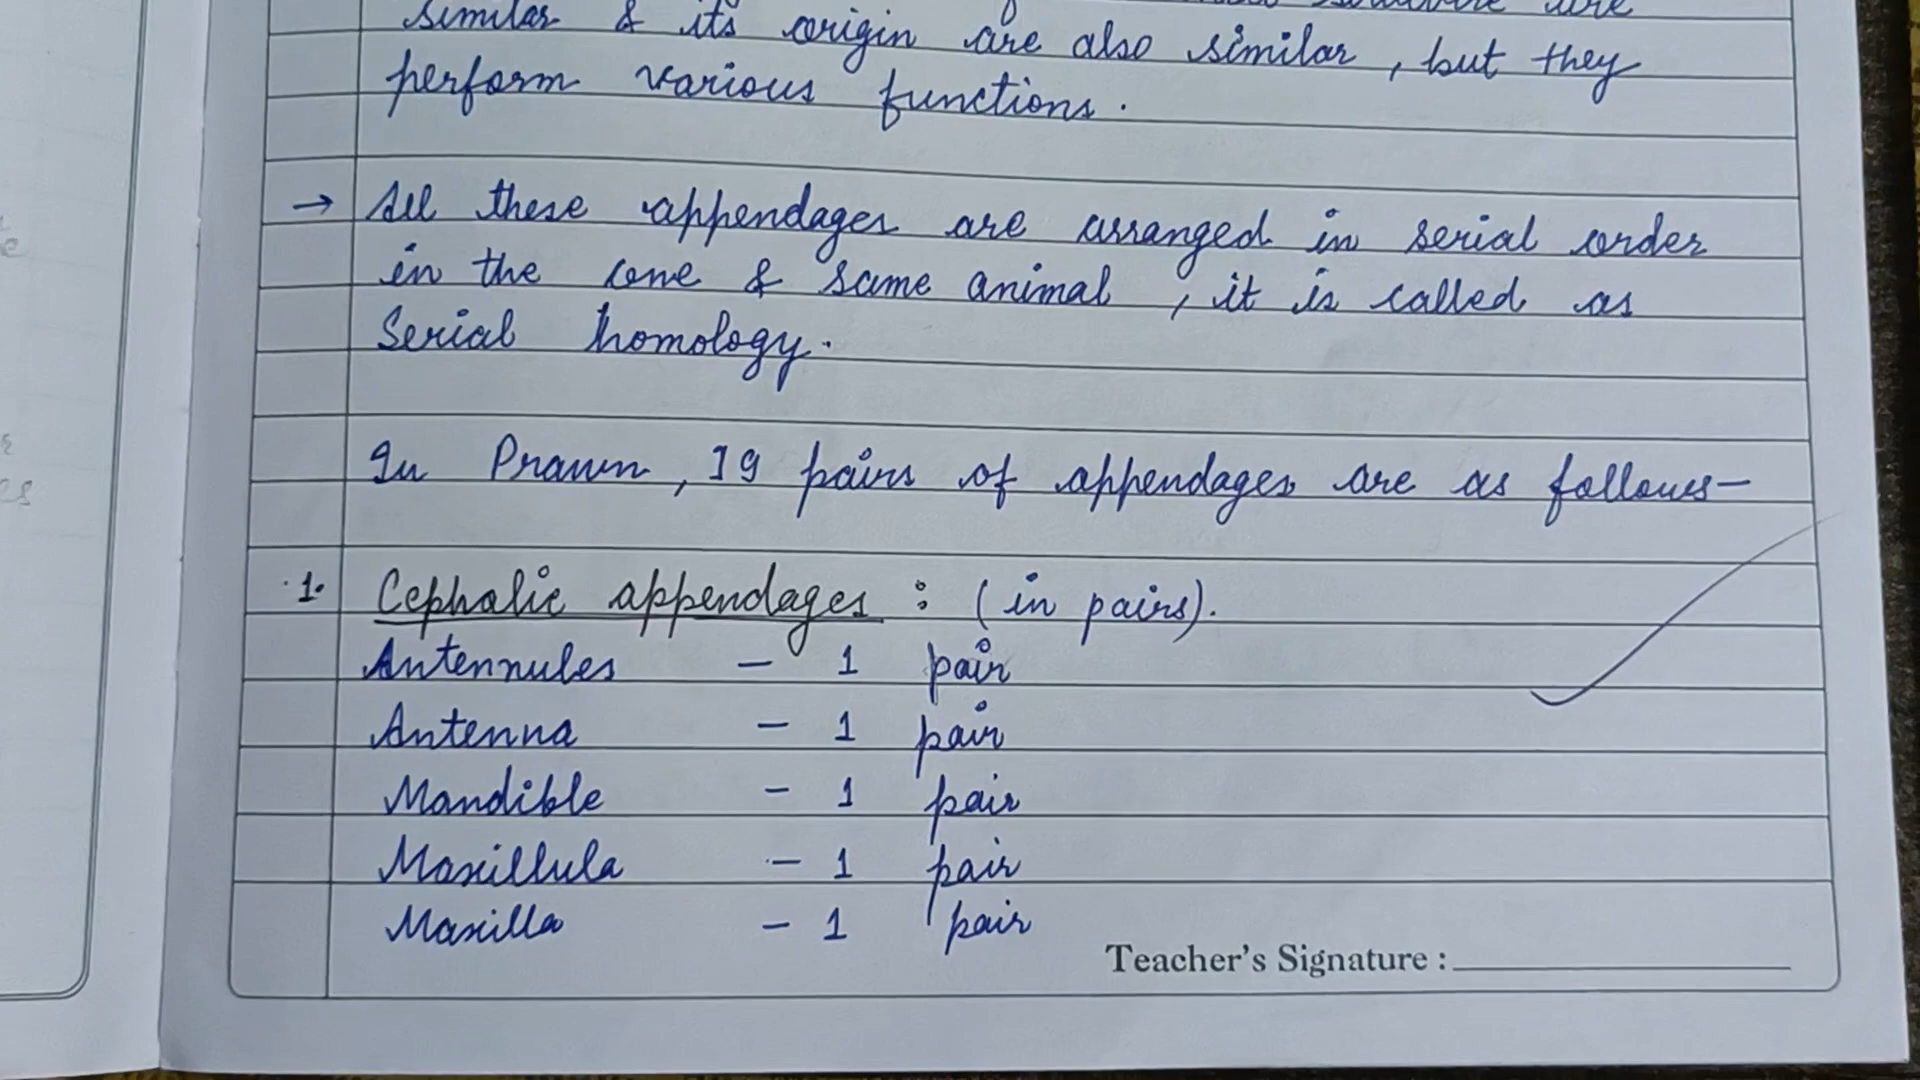 similar & its origin are also similar, but they
perform various functions.
→ All these appendages are arranged in serial order
in the one & same animal, it is called as
Serial homology.
In Prawn, 19 pairs of appendages are as follows-
1. Cephalic appendages : (in pairs).
Antennules - 1 pair
Antenna - 1 pair
Mandible - 1 pair
Maxillula - 1 pair
Maxilla - 1 pair
Teacher's Signature :